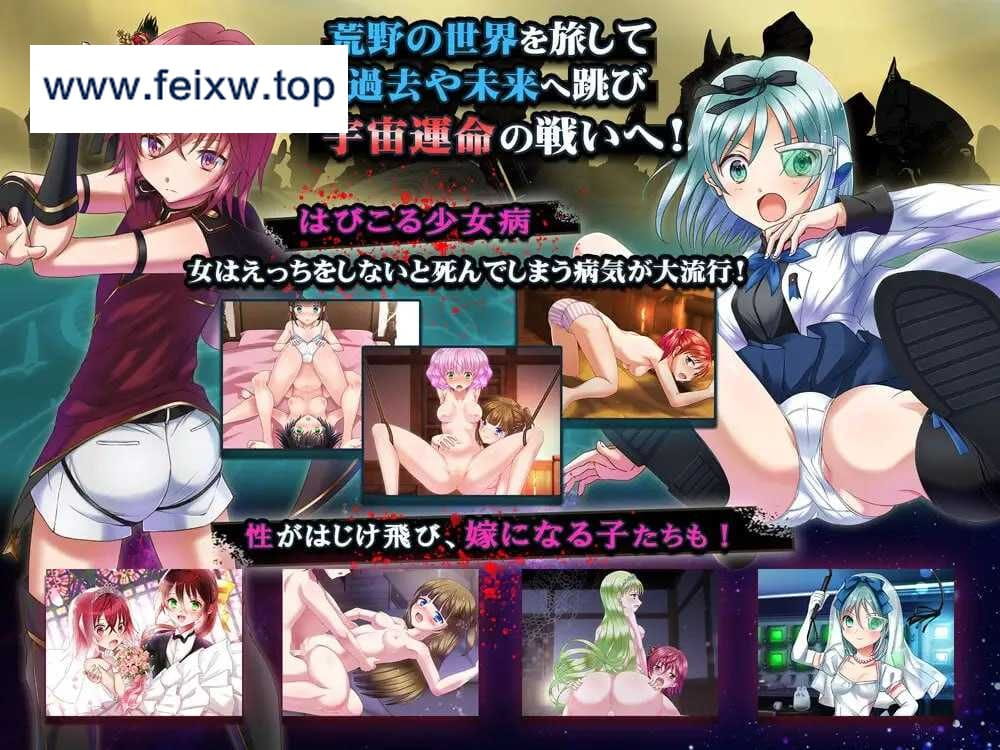 荒野の世界を旅して
www.feixw.top
過去や未来へ跳び
宇宙運命の戦いへ!
はびこる少女病
女はえっちをしないと死んでしまう病気が大流行!
性がはじけ飛び、嫁になる子たちも!